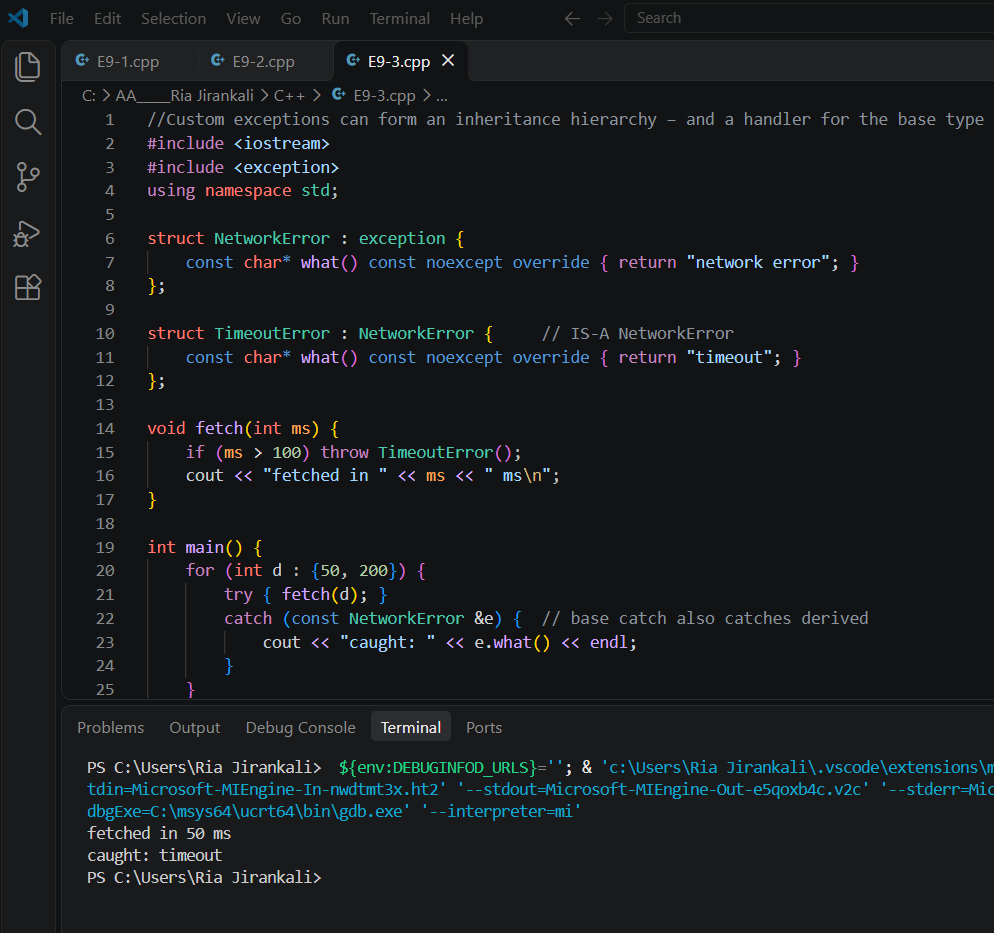 File Edit Selection View Go Run Terminal Help
Search
E9-1.cpp E9-2.cpp E9-3.cpp
C: > AA____Ria Jirankali > C++ > E9-3.cpp > ...
1 //Custom exceptions can form an inheritance hierarchy — and a handler for the base type
2 #include <iostream>
3 #include <exception>
4 using namespace std;
5
6 struct NetworkError : exception {
7     const char* what() const noexcept override { return "network error"; }
8 };
9
10 struct TimeoutError : NetworkError {     // IS-A NetworkError
11     const char* what() const noexcept override { return "timeout"; }
12 };
13
14 void fetch(int ms) {
15     if (ms > 100) throw TimeoutError();
16     cout << "fetched in " << ms << " ms\n";
17 }
18
19 int main() {
20     for (int d : {50, 200}) {
21         try { fetch(d); }
22         catch (const NetworkError &e) {  // base catch also catches derived
23             cout << "caught: " << e.what() << endl;
24         }
25     }
Problems Output Debug Console Terminal Ports
PS C:\Users\Ria Jirankali>  ${env:DEBUGINFOD_URLS}=''; & 'c:\Users\Ria Jirankali\.vscode\extensions\m
tdin=Microsoft-MIEngine-In-nwdtmt3x.ht2' '--stdout=Microsoft-MIEngine-Out-e5qoxb4c.v2c' '--stderr=Mic
dbgExe=C:\msys64\ucrt64\bin\gdb.exe' '--interpreter=mi'
fetched in 50 ms
caught: timeout
PS C:\Users\Ria Jirankali>